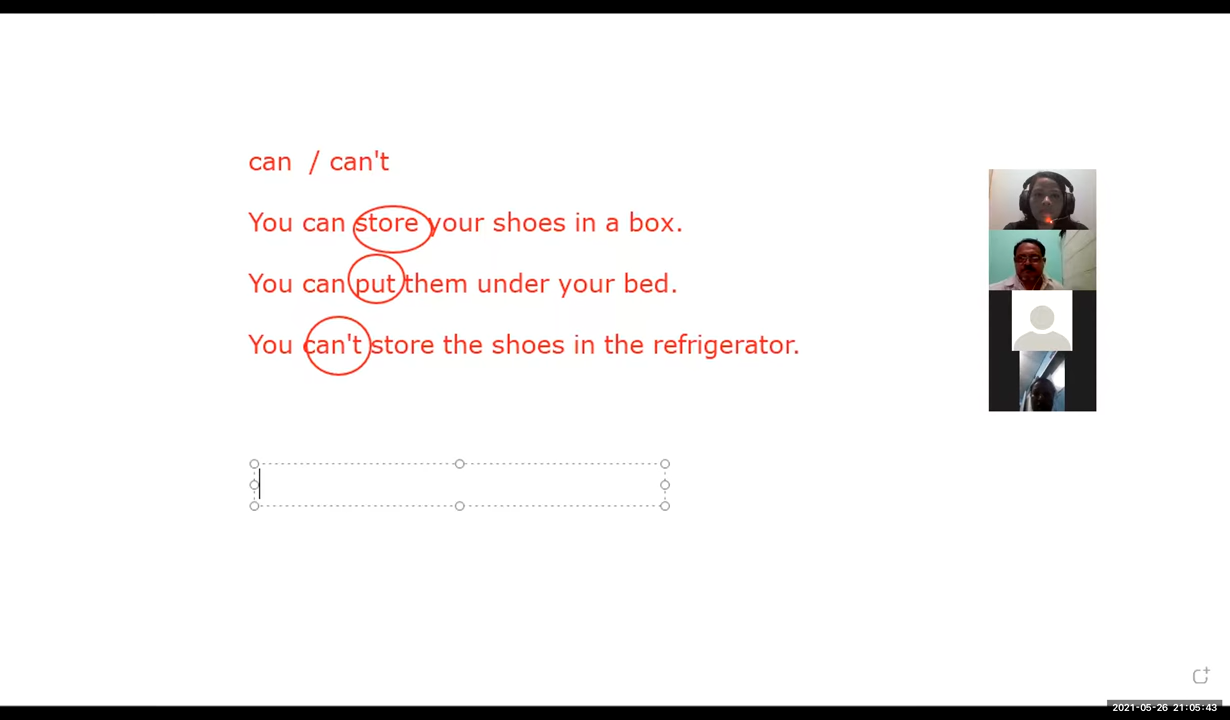 can / can't
You can store your shoes in a box.
You can put them under your bed.
You can't store the shoes in the refrigerator.
2021-05-26 21:05:43